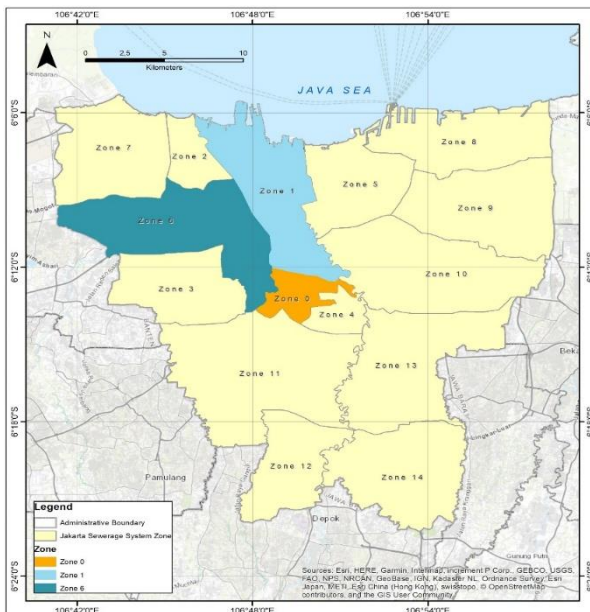 106°42'0"E
106°48'0"E
106°54'0"E
N
0
2.5
5
10
Kilometers
JAVA SEA
6°6'0"S
6°6'0"S
Zone 7
Zone 2
Zone 1
Zone 8
Zone 5
Zone 9
Zone 6
6°12'0"S
Zone 10
Zone 3
Zone 0
Zone 4
Zone 11
Zone 13
6°18'0"S
Zone 12
Zone 14
Pamulang
Depok
Legend
Administrative Boundary
Jakarta Sewerage System Zone
Zone
Zone 0
Zone 1
Zone 6
Sources: Esri, HERE, Garmin, Intermap, increment P Corp., GEBCO, USGS,
FAO, NPS, NRCAN, GeoBase, IGN, Kadaster NL, Ordnance Survey, Esri
Japan, METI, Esri China (Hong Kong), swisstopo, © OpenStreetMap
contributors, and the GIS User Community
6°24'0"S
6°24'0"S
106°42'0"E
106°48'0"E
106°54'0"E